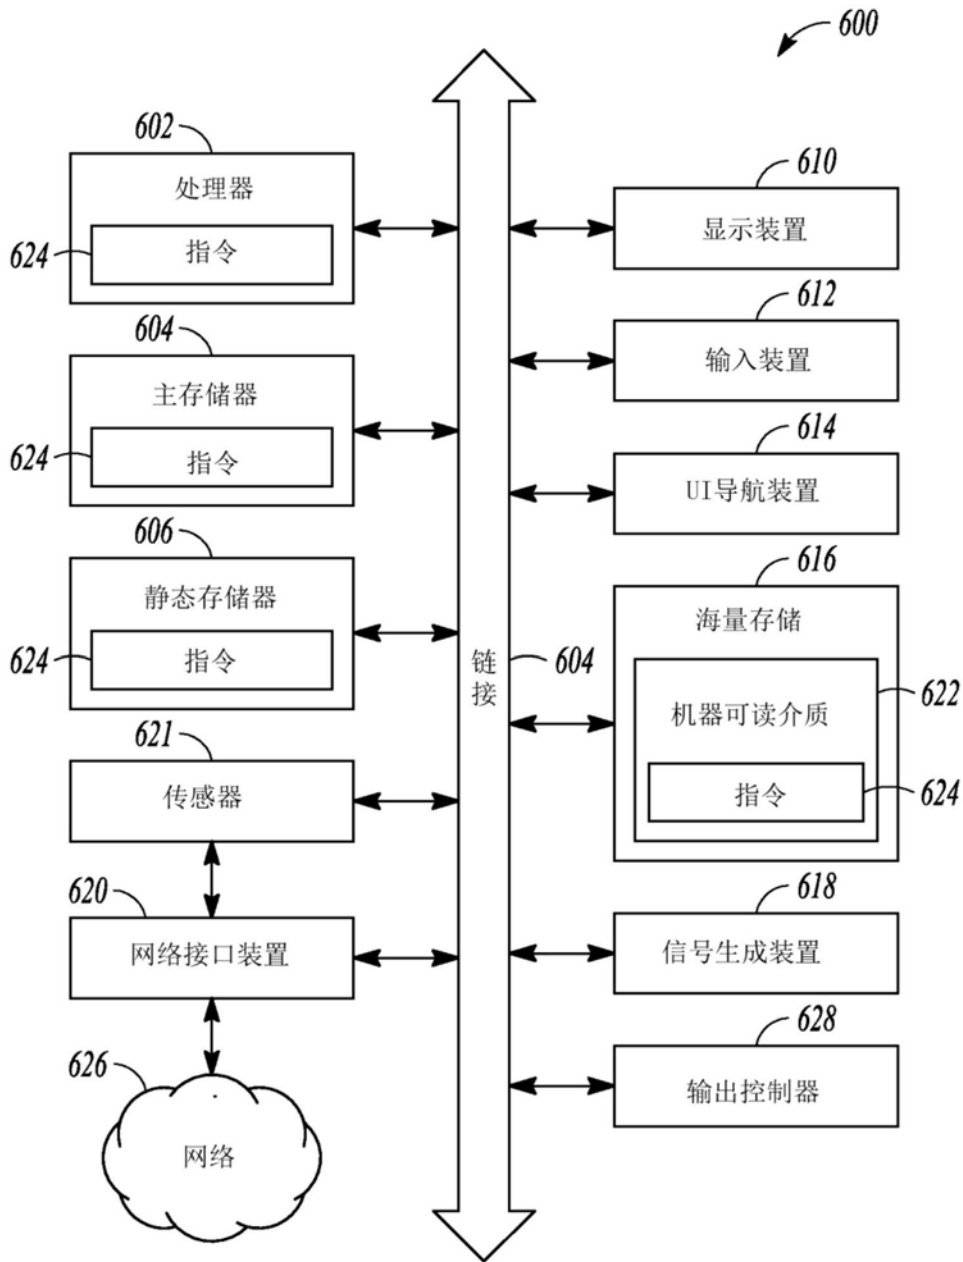 600
602
处理器
624
指令
604
主存储器
624
指令
606
静态存储器
624
指令
621
传感器
620
网络接口装置
626
网络
链接
604
610
显示装置
612
输入装置
614
UI导航装置
616
海量存储
622
机器可读介质
624
指令
618
信号生成装置
628
输出控制器